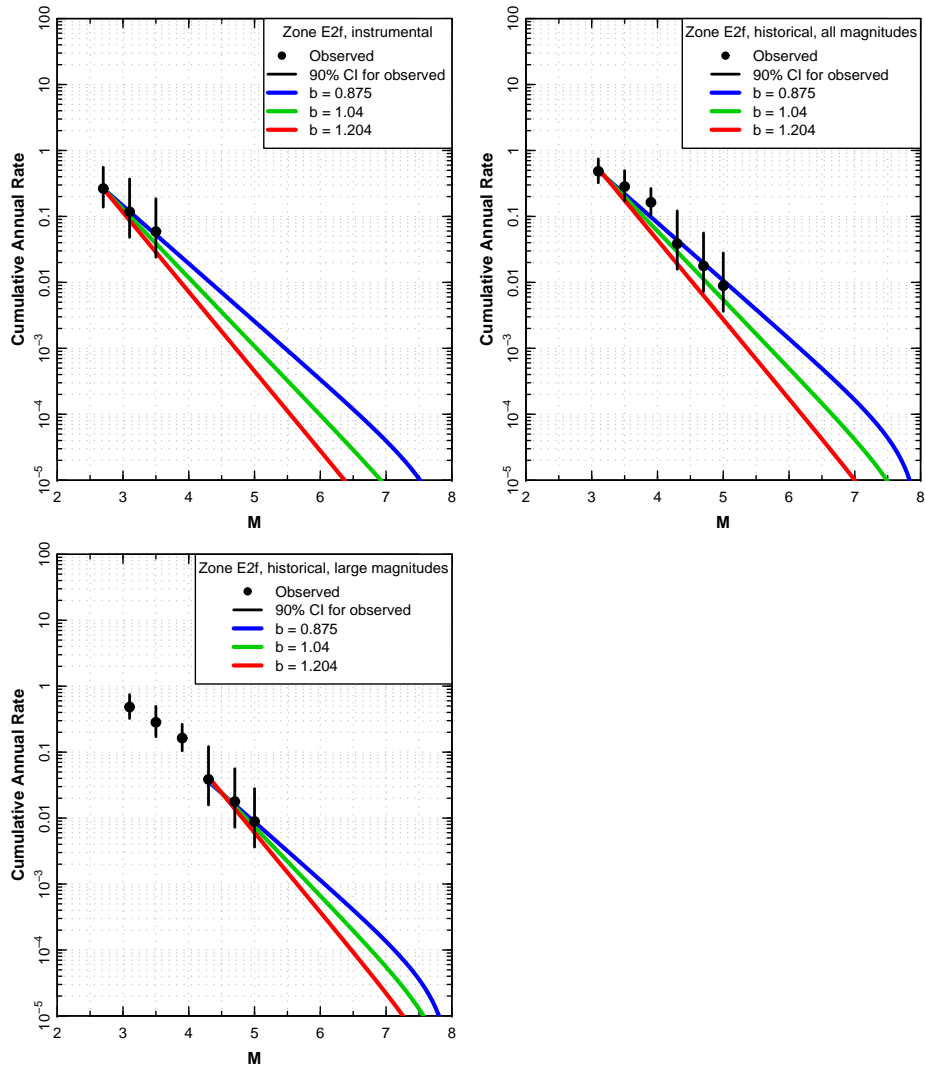 Zone E2f, instrumental
Observed
90% CI for observed
b = 0.875
b = 1.04
b = 1.204
Cumulative Annual Rate
100
10
1
0.1
0.01
10⁻³
10⁻⁴
10⁻⁵
2 3 4 5 6 7 8
M
Zone E2f, historical, all magnitudes
Observed
90% CI for observed
b = 0.875
b = 1.04
b = 1.204
Cumulative Annual Rate
100
10
1
0.1
0.01
10⁻³
10⁻⁴
10⁻⁵
2 3 4 5 6 7 8
M
Zone E2f, historical, large magnitudes
Observed
90% CI for observed
b = 0.875
b = 1.04
b = 1.204
Cumulative Annual Rate
100
10
1
0.1
0.01
10⁻³
10⁻⁴
10⁻⁵
2 3 4 5 6 7 8
M